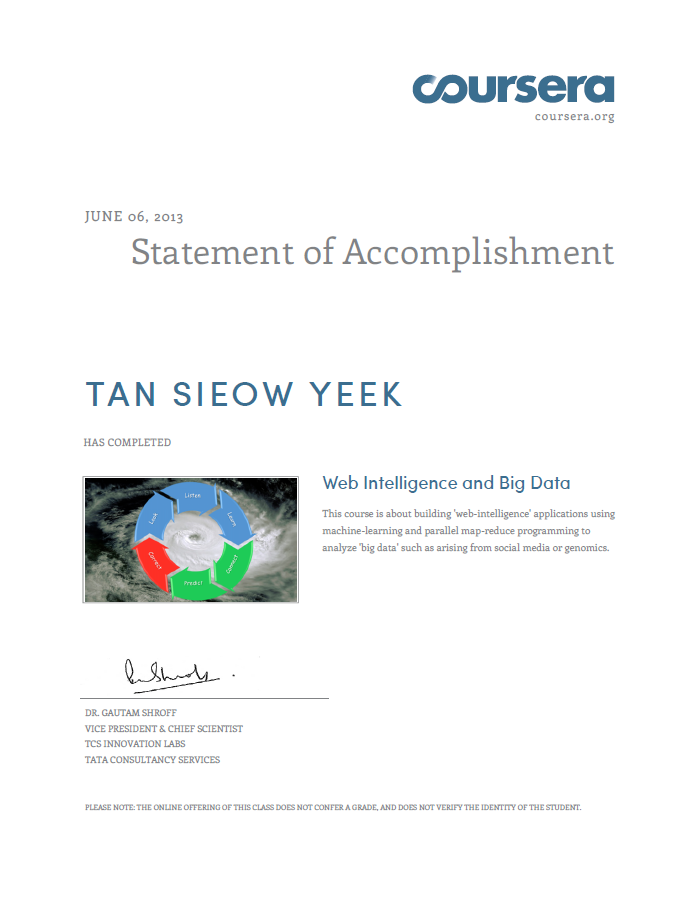 coursera
coursera.org
JUNE 06, 2013
Statement of Accomplishment
TAN SIEOW YEEK
HAS COMPLETED
Web Intelligence and Big Data
This course is about building 'web-intelligence' applications using
machine-learning and parallel map-reduce programming to
analyze 'big data' such as arising from social media or genomics.
Listen
Learn
Connect
Predict
Correct
Look
DR. GAUTAM SHROFF
VICE PRESIDENT & CHIEF SCIENTIST
TCS INNOVATION LABS
TATA CONSULTANCY SERVICES
PLEASE NOTE: THE ONLINE OFFERING OF THIS CLASS DOES NOT CONFER A GRADE, AND DOES NOT VERIFY THE IDENTITY OF THE STUDENT.